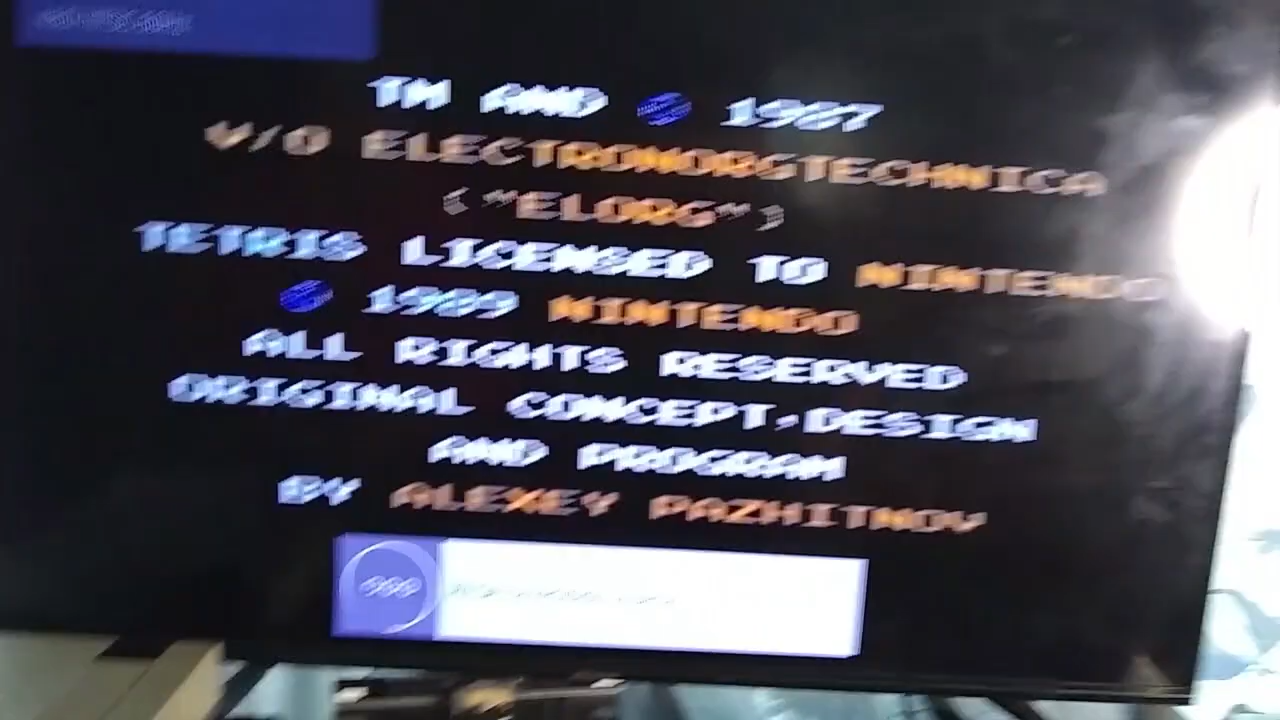 TM AND © 1987
V/O ELECTRONORGTECHNICA
("ELORG")
TETRIS LICENSED TO NINTENDO
© 1989 NINTENDO
ALL RIGHTS RESERVED
ORIGINAL CONCEPT,DESIGN
AND PROGRAM
BY ALEXEY PAZHITNOV